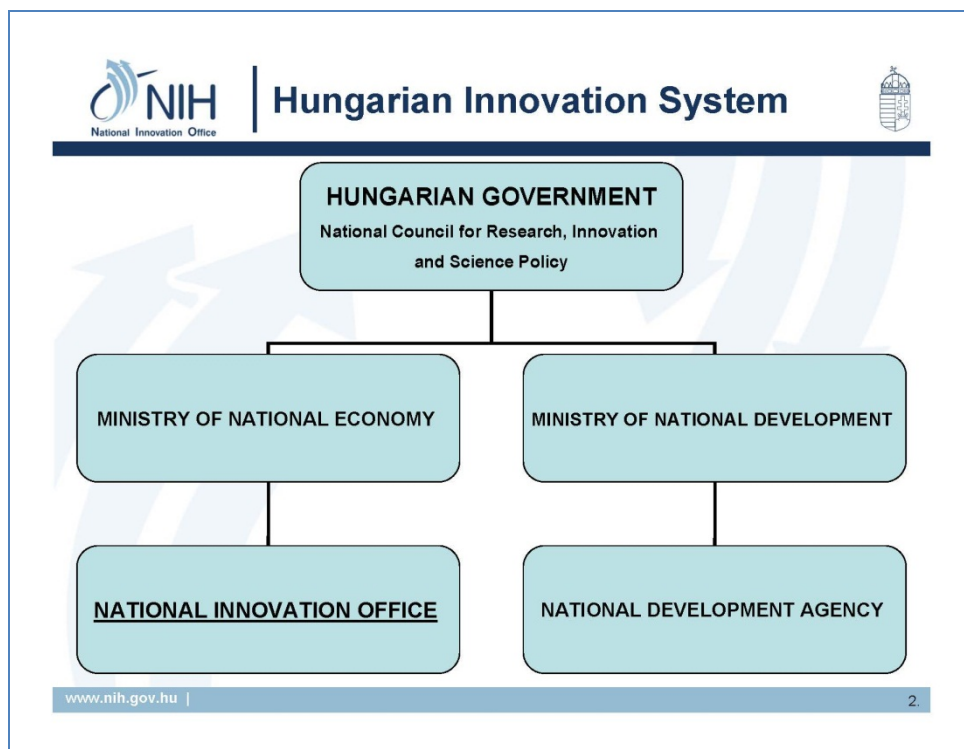 NIH
National Innovation Office
Hungarian Innovation System
HUNGARIAN GOVERNMENT
National Council for Research, Innovation
and Science Policy
MINISTRY OF NATIONAL ECONOMY
MINISTRY OF NATIONAL DEVELOPMENT
NATIONAL INNOVATION OFFICE
NATIONAL DEVELOPMENT AGENCY
www.nih.gov.hu |
2.